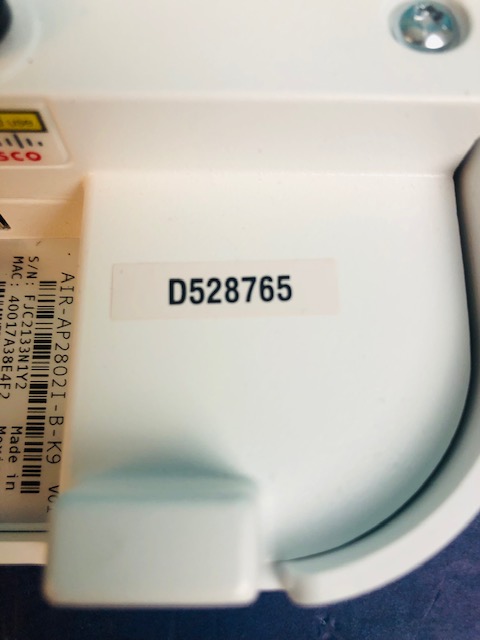 D528765
AIR-AP2802I-B-K9
S/N: FJC2133N1Y2
MAC: 40017A38E4F2
Made in